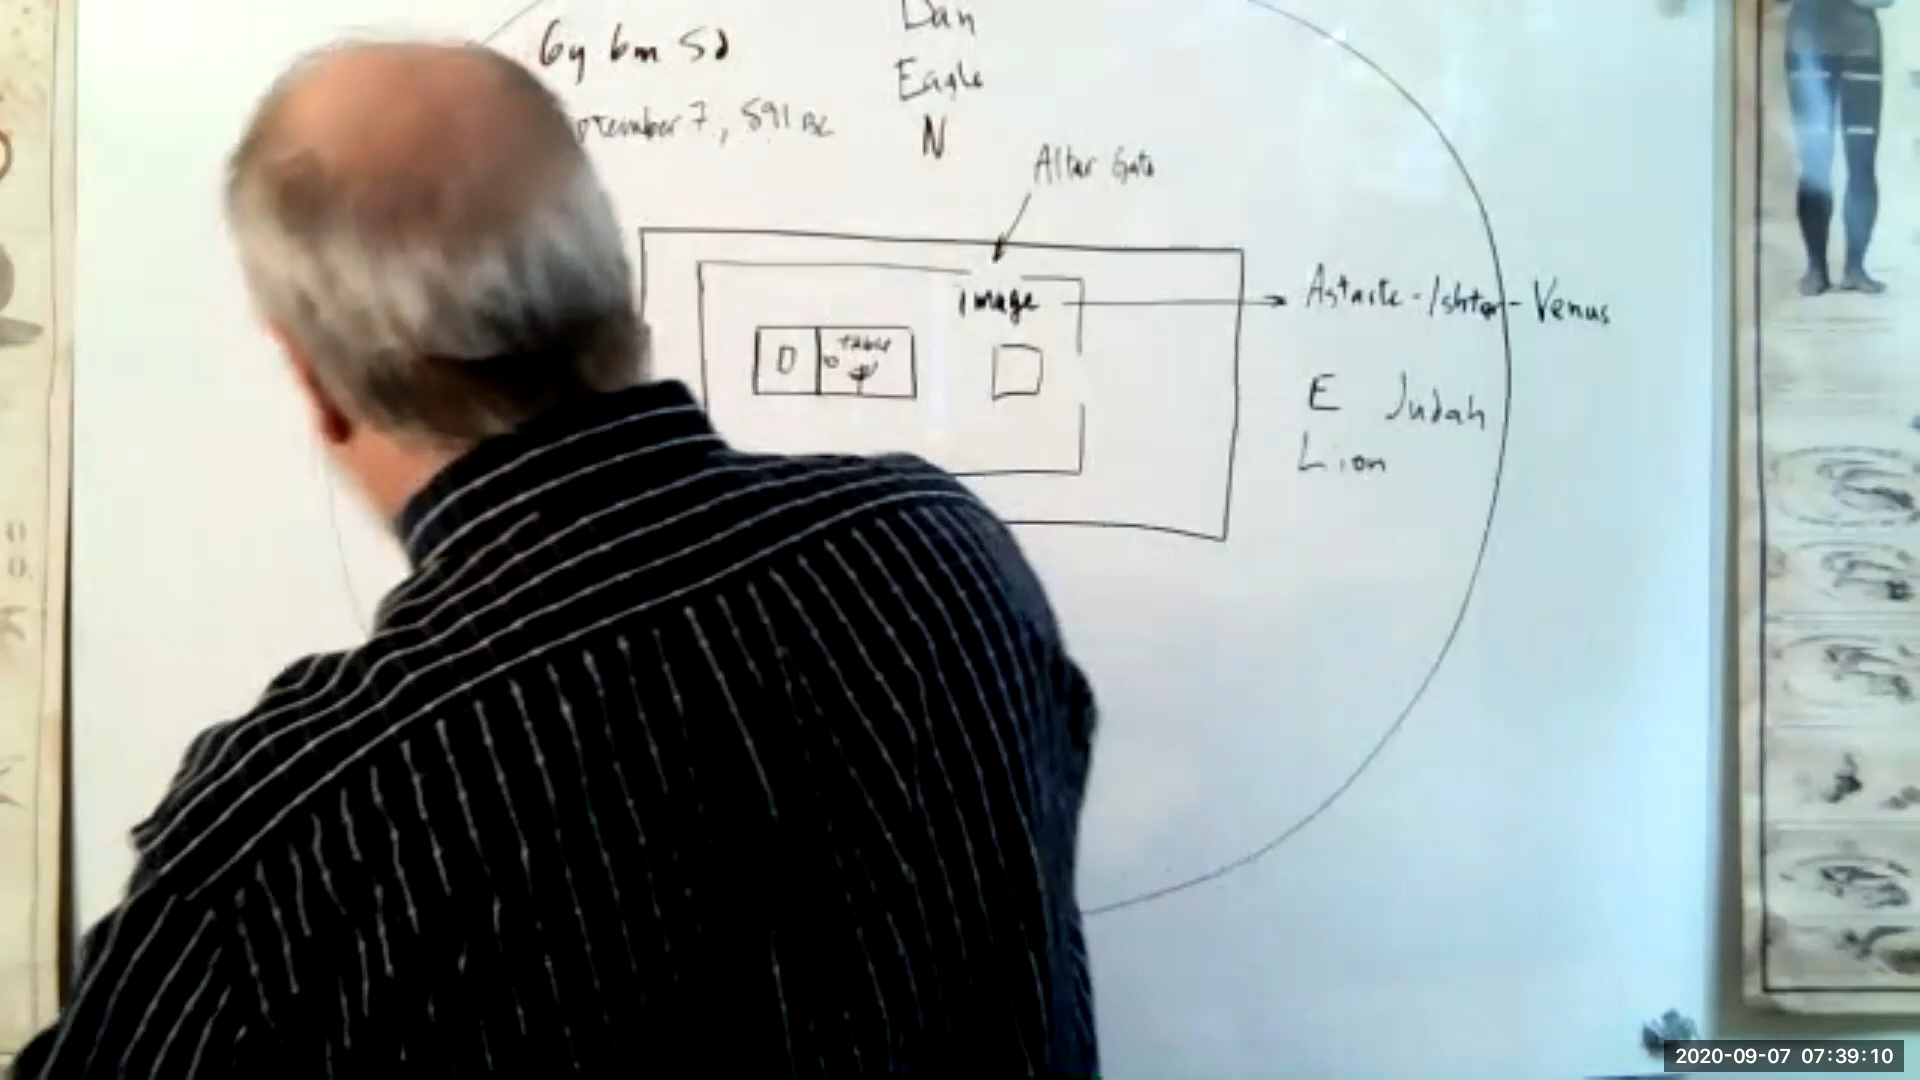 Dan
6y 6m 5d
Eagle
ptember 7, 591 BC
N
Alter Gate
image
Astarte - Ishtar - Venus
table
E Judah
Lion
2020-09-07 07:39:10